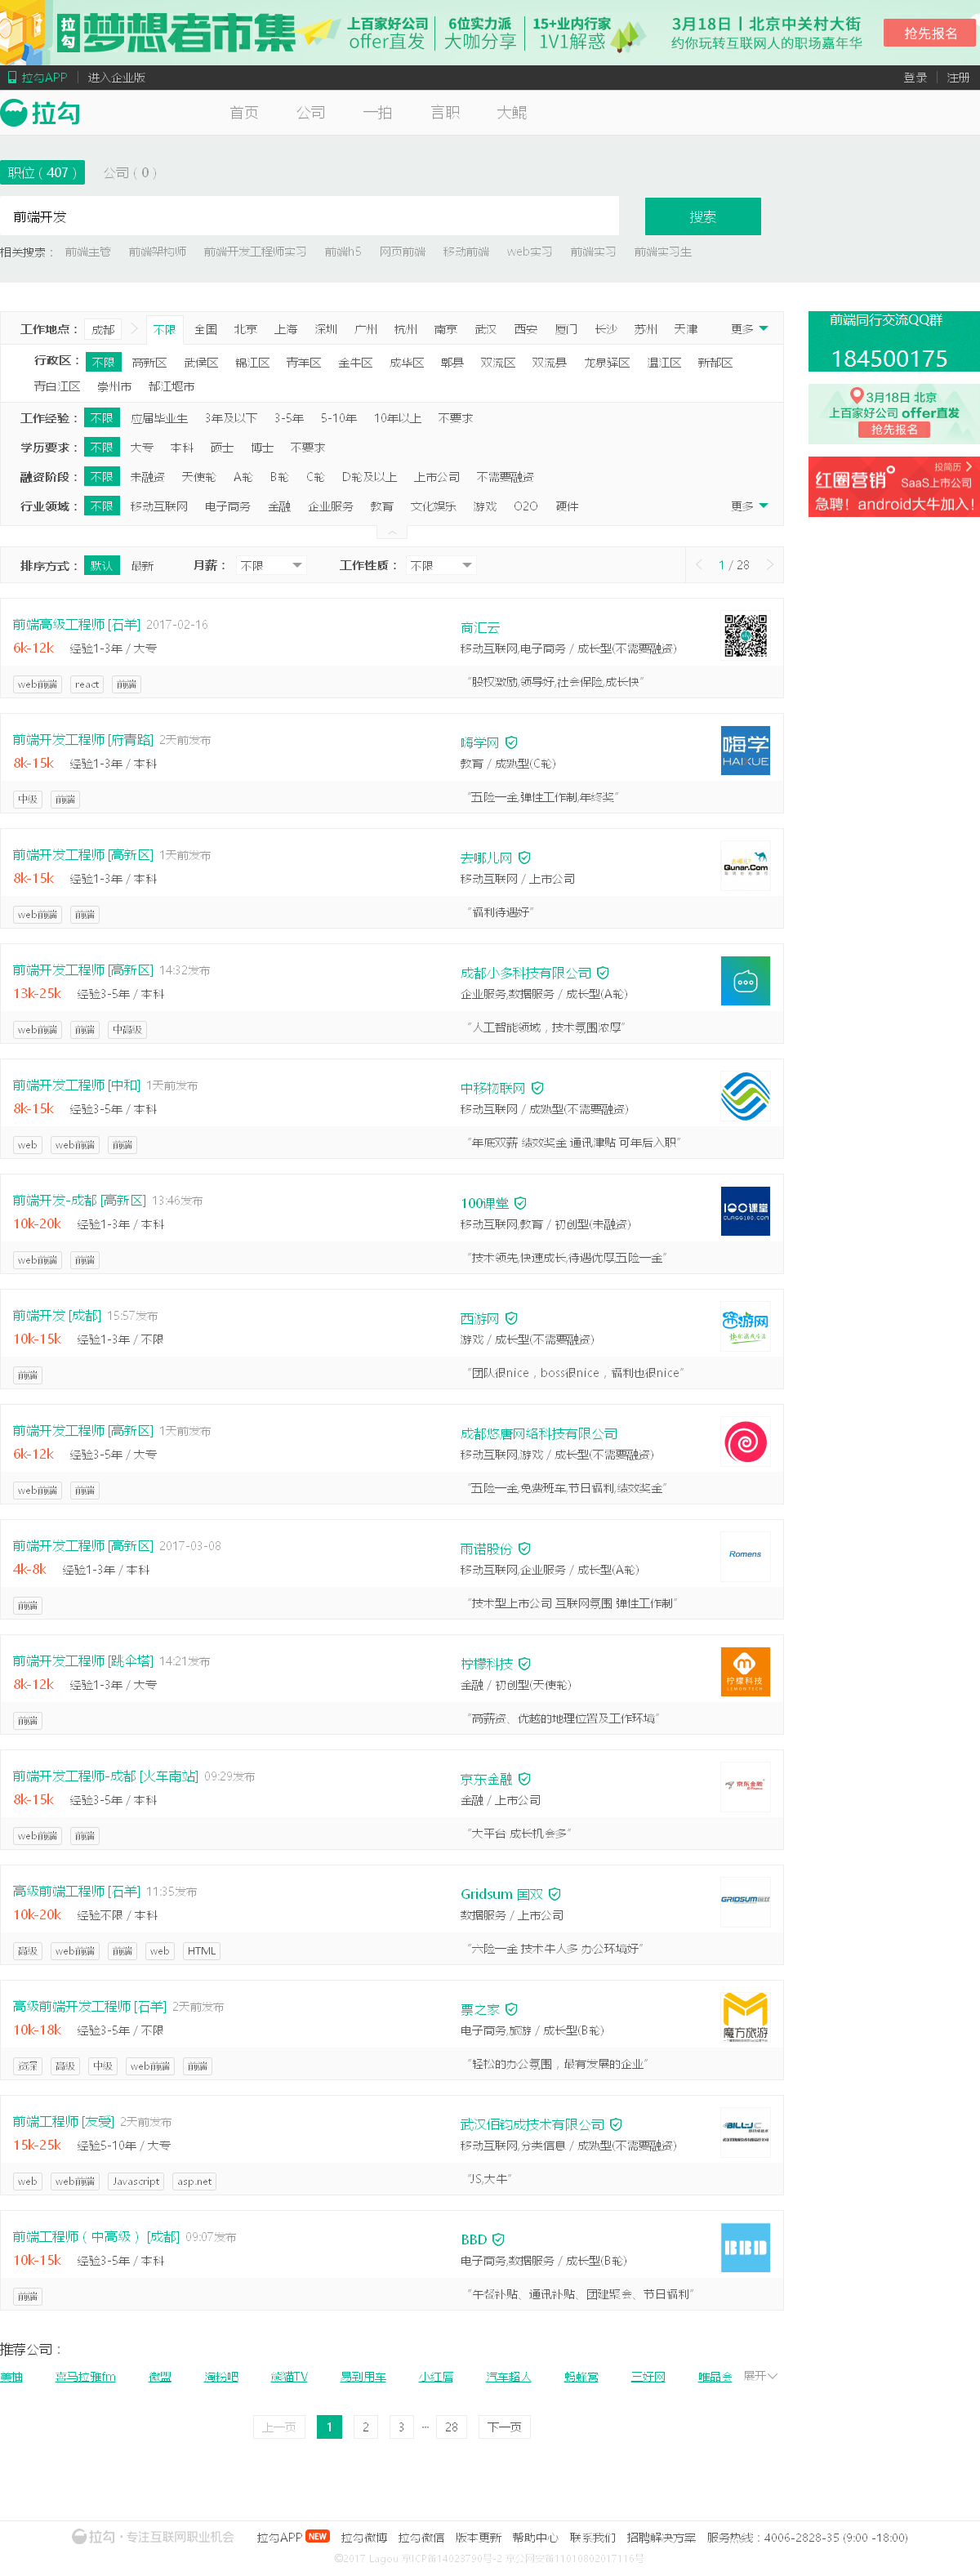 拉勾 梦想者市集 上百家好公司 offer直发 6位实力派 大咖分享 15+业内行家 1V1解惑 3月18日 | 北京中关村大街 约你玩转互联网人的职场嘉年华 抢先报名
拉勾APP 进入企业版 登录 注册
拉勾 首页 公司 一拍 言职 大鲲
职位 ( 407 ) 公司 ( 0 )
前端开发 搜索
相关搜索： 前端主管 前端架构师 前端开发工程师实习 前端h5 网页前端 移动前端 web实习 前端实习 前端实习生
工作地点： 成都 不限 全国 北京 上海 深圳 广州 杭州 南京 武汉 西安 厦门 长沙 苏州 天津 更多
行政区： 不限 高新区 武侯区 锦江区 青羊区 金牛区 成华区 郫县 双流区 双流县 龙泉驿区 温江区 新都区
青白江区 崇州市 都江堰市
工作经验： 不限 应届毕业生 3年及以下 3-5年 5-10年 10年以上 不要求
学历要求： 不限 大专 本科 硕士 博士 不要求
融资阶段： 不限 未融资 天使轮 A轮 B轮 C轮 D轮及以上 上市公司 不需要融资
行业领域： 不限 移动互联网 电子商务 金融 企业服务 教育 文化娱乐 游戏 O2O 硬件 更多
前端同行交流QQ群
184500175
3月18日 北京
上百家好公司 offer直发
抢先报名
红圈营销 投简历
SaaS上市公司
急聘！android大牛加入！
排序方式： 默认 最新 月薪： 不限 工作性质： 不限 1 / 28
前端高级工程师 [石羊] 2017-02-16 商汇云
6k-12k 经验1-3年 / 大专 移动互联网,电子商务 / 成长型(不需要融资)
web前端 react 前端 “股权激励,领导好,社会保险,成长快”
前端开发工程师 [府青路] 2天前发布 嗨学网 嗨学 HAIXUE
8k-15k 经验1-3年 / 本科 教育 / 成熟型(C轮)
中级 前端 “五险一金,弹性工作制,年终奖”
前端开发工程师 [高新区] 1天前发布 去哪儿网 Qunar.Com
8k-15k 经验1-3年 / 本科 移动互联网 / 上市公司
web前端 前端 “福利待遇好”
前端开发工程师 [高新区] 14:32发布 成都小多科技有限公司
13k-25k 经验3-5年 / 本科 企业服务,数据服务 / 成长型(A轮)
web前端 前端 中高级 “人工智能领域，技术氛围浓厚”
前端开发工程师 [中和] 1天前发布 中移物联网
8k-15k 经验3-5年 / 本科 移动互联网 / 成熟型(不需要融资)
web web前端 前端 “年底双薪 绩效奖金 通讯津贴 可年后入职”
前端开发-成都 [高新区] 13:46发布 100课堂 100课堂 CLASS100.COM
10k-20k 经验1-3年 / 本科 移动互联网,教育 / 初创型(未融资)
web前端 前端 “技术领先,快速成长,待遇优厚,五险一金”
前端开发 [成都] 15:57发布 西游网 西游网
10k-15k 经验1-3年 / 不限 游戏 / 成长型(不需要融资)
前端 “团队很nice，boss很nice，福利也很nice”
前端开发工程师 [高新区] 1天前发布 成都悠唐网络科技有限公司
6k-12k 经验3-5年 / 大专 移动互联网,游戏 / 成长型(不需要融资)
web前端 前端 “五险一金,免费班车,节日福利,绩效奖金”
前端开发工程师 [高新区] 2017-03-08 雨诺股份 Romens
4k-8k 经验1-3年 / 本科 移动互联网,企业服务 / 成长型(A轮)
前端 “技术型上市公司 互联网氛围 弹性工作制”
前端开发工程师 [跳伞塔] 14:21发布 柠檬科技 柠檬科技
8k-12k 经验1-3年 / 大专 金融 / 初创型(天使轮)
前端 “高薪资、优越的地理位置及工作环境”
前端开发工程师-成都 [火车南站] 09:29发布 京东金融 京东金融
8k-15k 经验3-5年 / 本科 金融 / 上市公司
web前端 前端 “大平台 成长机会多”
高级前端工程师 [石羊] 11:35发布 Gridsum 国双 GRIDSUM国双
10k-20k 经验不限 / 本科 数据服务 / 上市公司
高级 web前端 前端 web HTML “六险一金 技术牛人多 办公环境好”
高级前端开发工程师 [石羊] 2天前发布 票之家 魔方旅游
10k-18k 经验3-5年 / 不限 电子商务,旅游 / 成长型(B轮)
资深 高级 中级 web前端 前端 “轻松的办公氛围，最有发展的企业”
前端工程师 [友爱] 2天前发布 武汉佰钧成技术有限公司 BILL-JC
15k-25k 经验5-10年 / 大专 移动互联网,分类信息 / 成熟型(不需要融资)
web web前端 Javascript asp.net “JS,大牛”
前端工程师（中高级） [成都] 09:07发布 BBD BBD
10k-15k 经验3-5年 / 本科 电子商务,数据服务 / 成长型(B轮)
前端 “午餐补贴、通讯补贴、团建聚会、节日福利”
推荐公司：
美柚 喜马拉雅fm 微盟 淘粉吧 熊猫TV 易到用车 小红唇 汽车超人 蚂蜂窝 三好网 唯品会 展开
上一页 1 2 3 ... 28 下一页
拉勾·专注互联网职业机会 拉勾APP NEW 拉勾微博 拉勾微信 版本更新 帮助中心 联系我们 招聘解决方案 服务热线：4006-2828-35 (9:00 -18:00)
©2017 Lagou 京ICP备14023790号-2 京公网安备11010802017116号